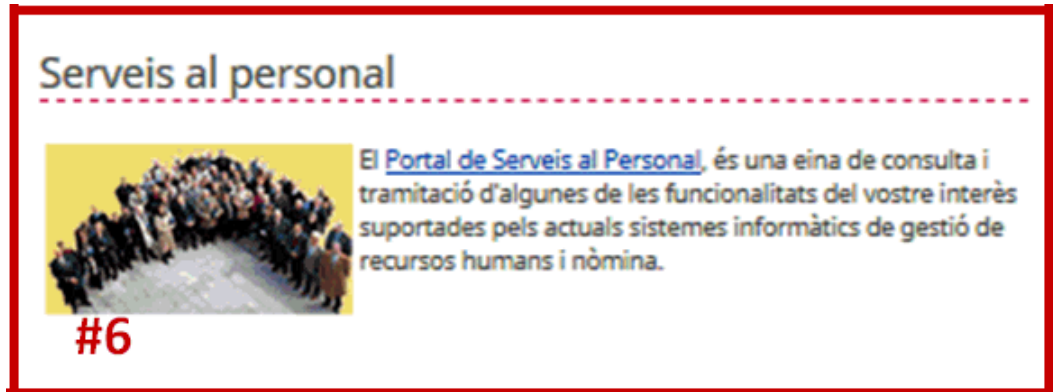 Serveis al personal
El Portal de Serveis al Personal, és una eina de consulta i
tramitació d'algunes de les funcionalitats del vostre interès
suportades pels actuals sistemes informàtics de gestió de
recursos humans i nòmina.
#6